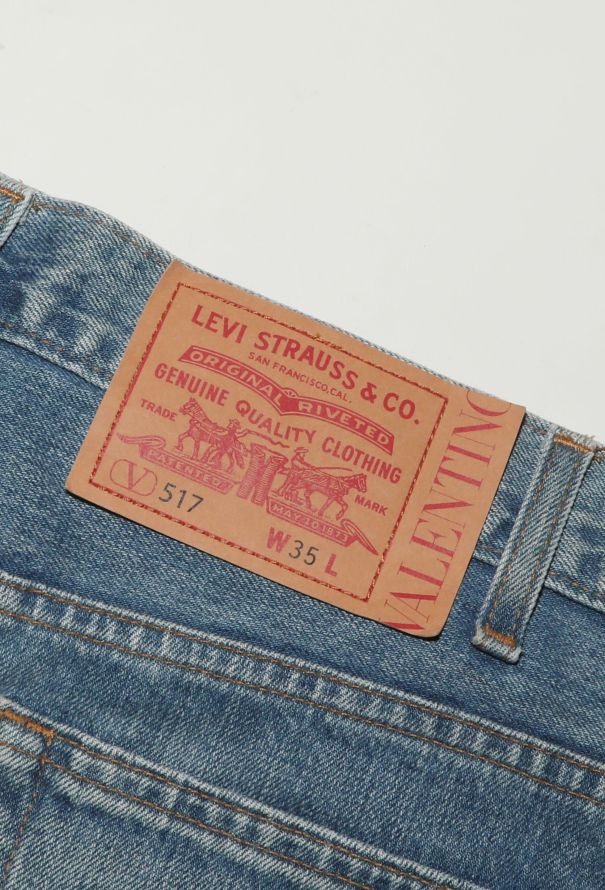 LEVI STRAUSS & CO.
SAN FRANCISCO, CAL.
ORIGINAL RIVETED
GENUINE QUALITY CLOTHING
TRADE MARK
PATENTED MAY.20.1873
V 517
W 35 L
VALENTINO